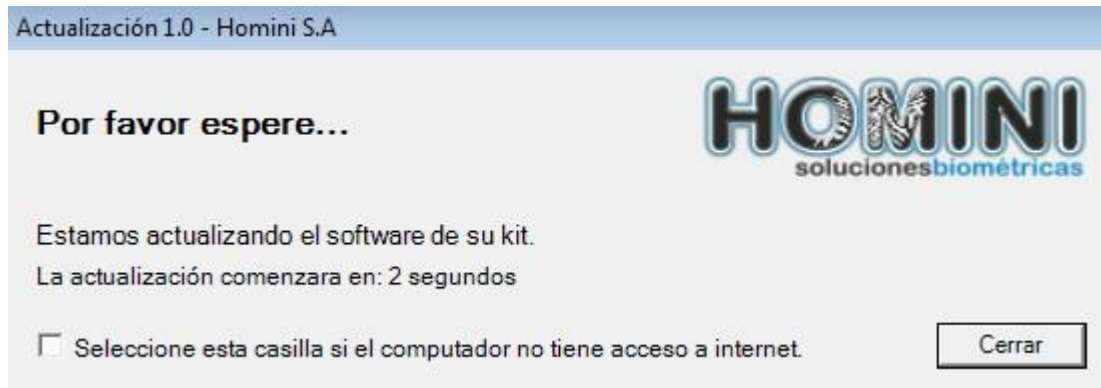 Actualización 1.0 - Homini S.A
HOMINI
solucionesbiométricas
Por favor espere...
Estamos actualizando el software de su kit.
La actualización comenzara en: 2 segundos
Seleccione esta casilla si el computador no tiene acceso a internet.
Cerrar